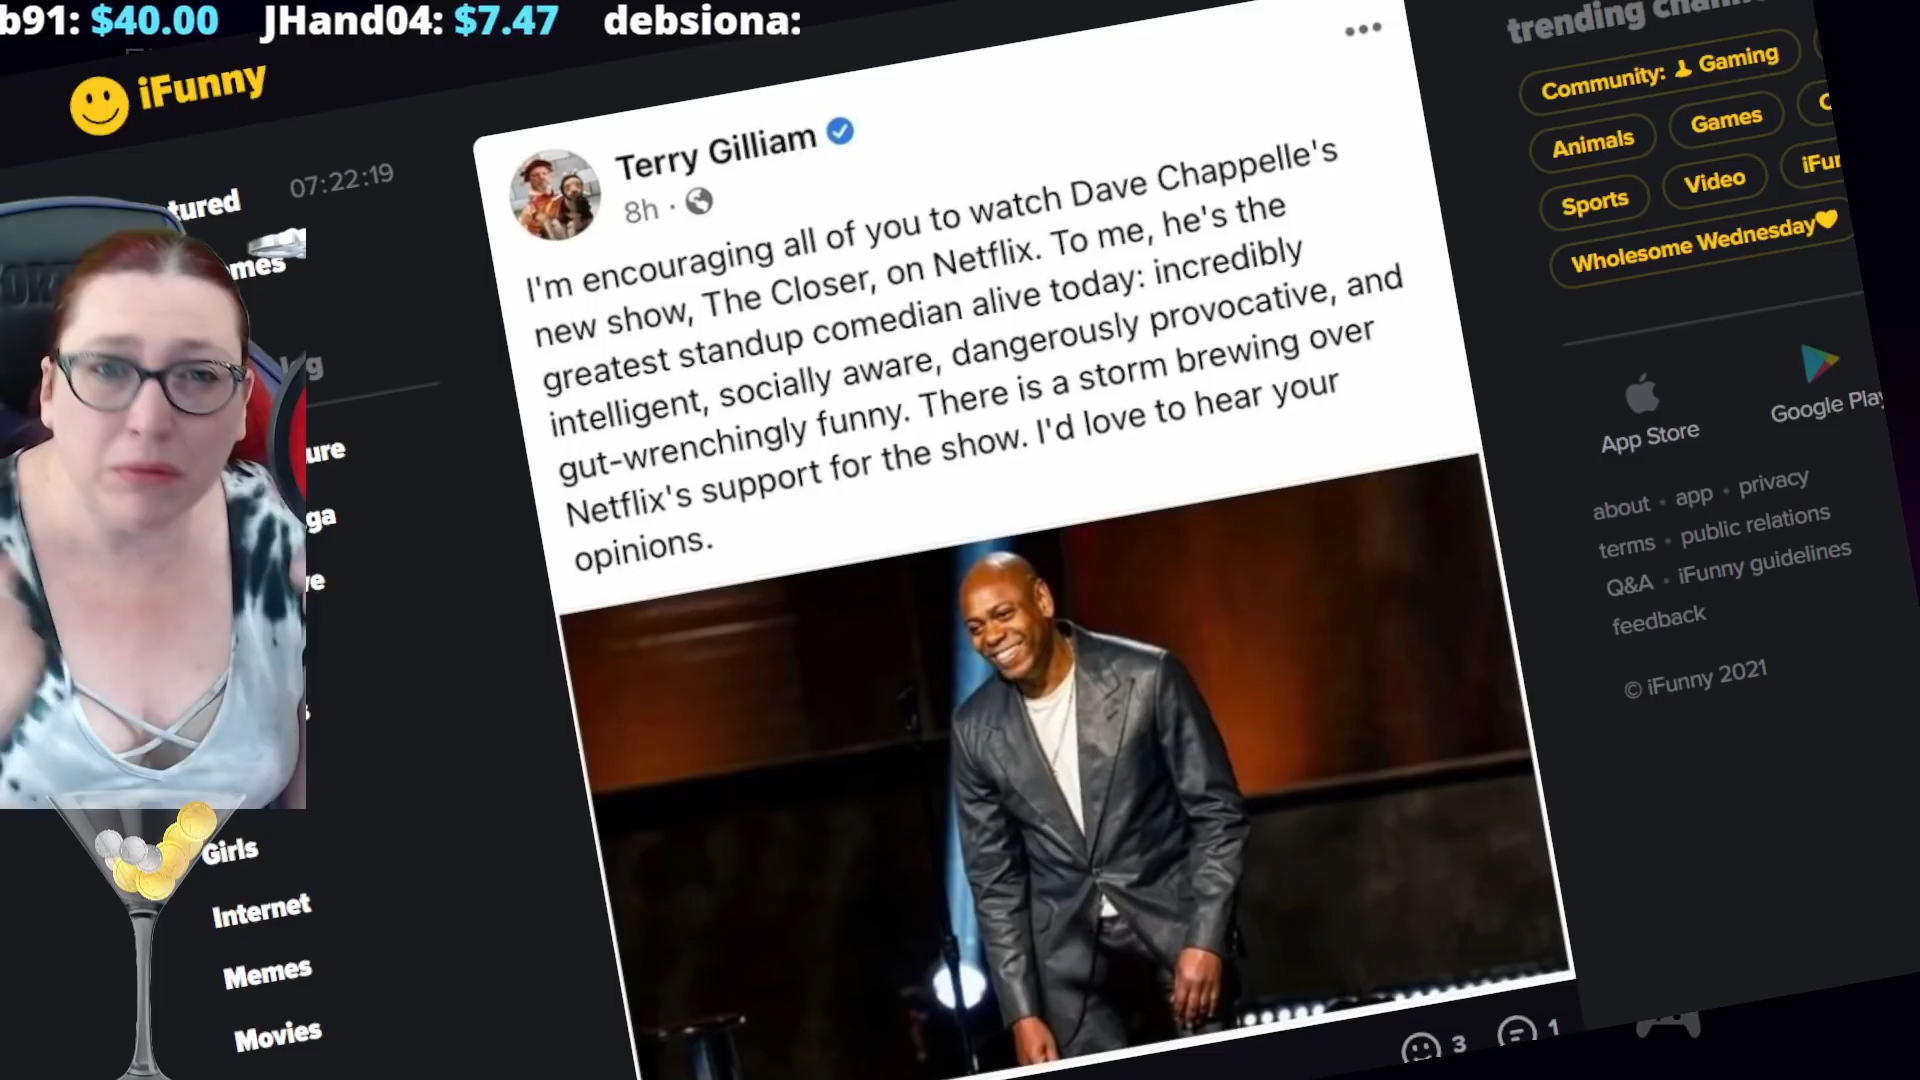 b91: $40.00 JHand04: $7.47 debsiona:
iFunny
tured
07:22:19
mes
ure
ga
ve
Girls
Internet
Memes
Movies
Terry Gilliam
8h
I'm encouraging all of you to watch Dave Chappelle's
new show, The Closer, on Netflix. To me, he's the
greatest standup comedian alive today: incredibly
intelligent, socially aware, dangerously provocative, and
gut-wrenchingly funny. There is a storm brewing over
Netflix's support for the show. I'd love to hear your
opinions.
3 1
trending
Community: Gaming
Animals Games
Sports Video iFun
Wholesome Wednesday
App Store Google Play
about • app • privacy
terms • public relations
Q&A • iFunny guidelines
feedback
© iFunny 2021